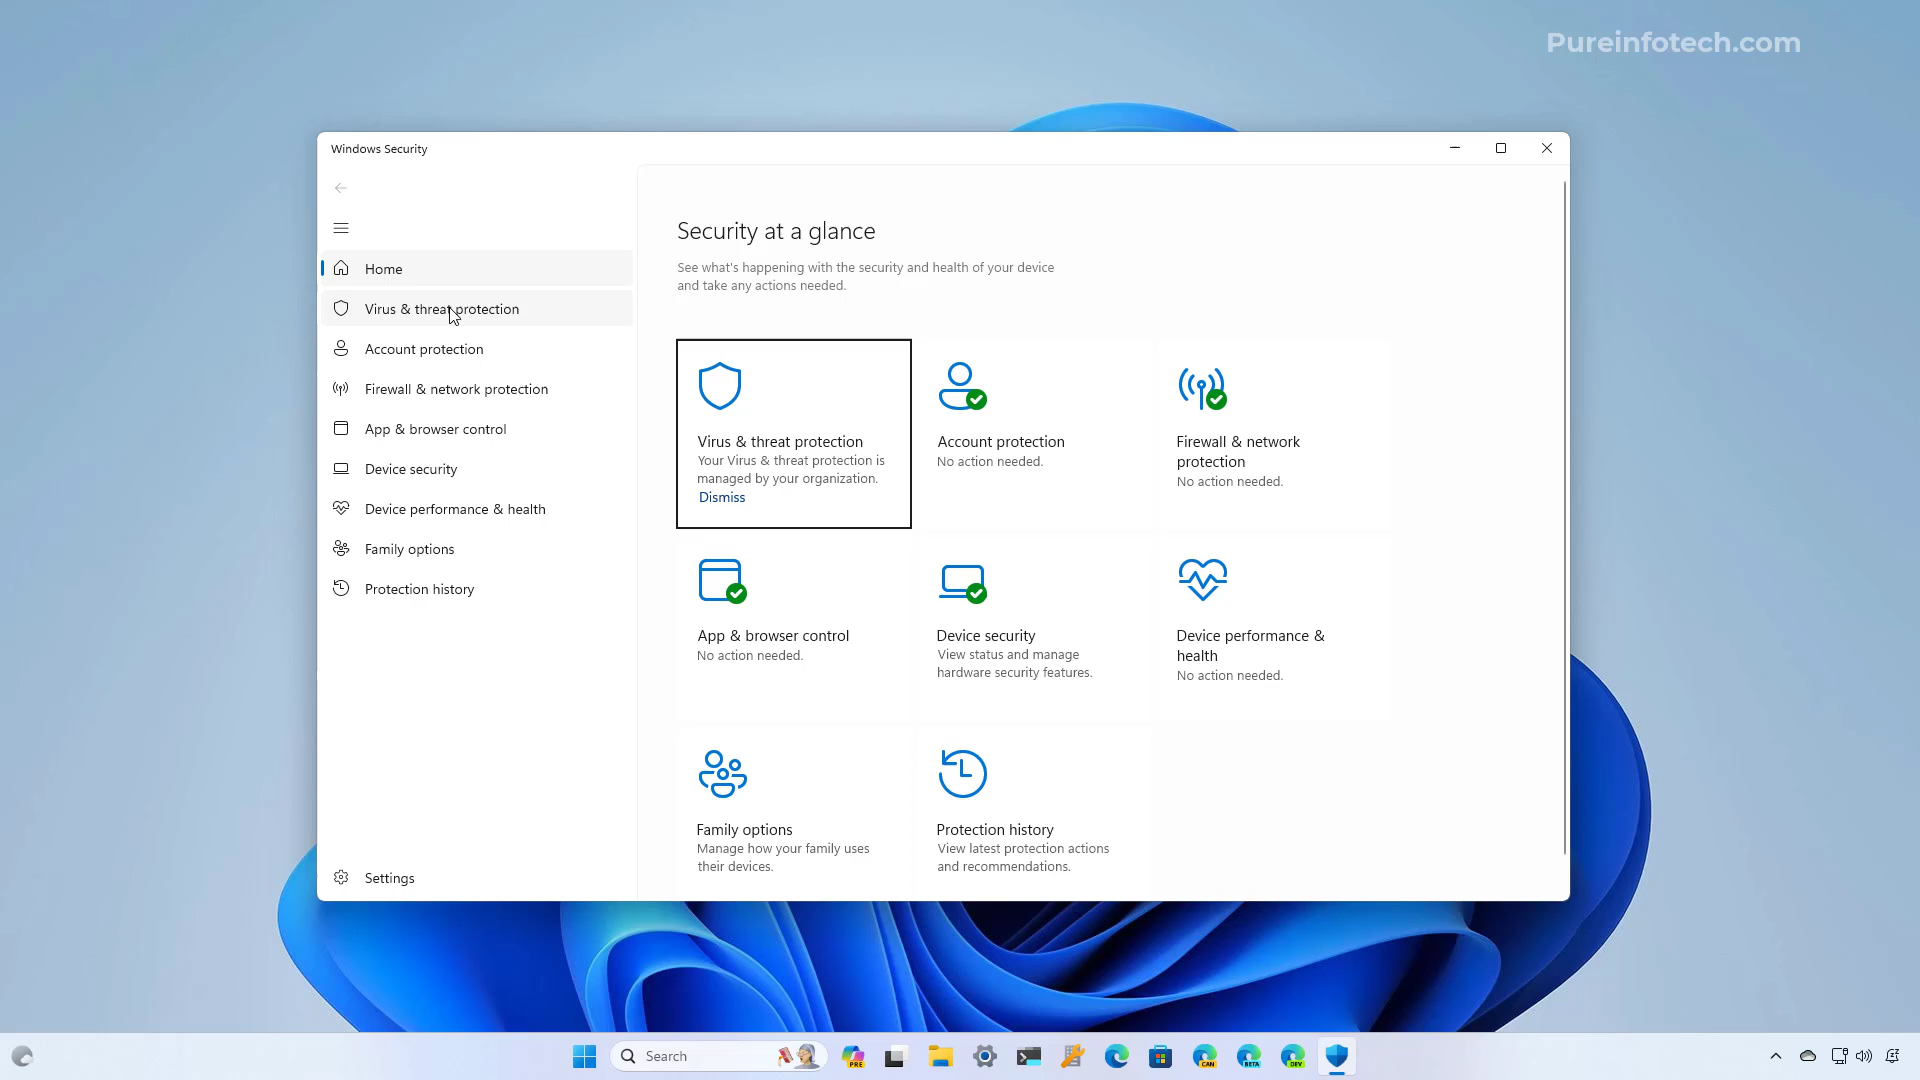 Pureinfotech.com
Windows Security
Home
Virus & threat protection
Account protection
Firewall & network protection
App & browser control
Device security
Device performance & health
Family options
Protection history
Settings
Security at a glance
See what's happening with the security and health of your device
and take any actions needed.
Virus & threat protection
Your Virus & threat protection is
managed by your organization.
Dismiss
Account protection
No action needed.
Firewall & network
protection
No action needed.
App & browser control
No action needed.
Device security
View status and manage
hardware security features.
Device performance &
health
No action needed.
Family options
Manage how your family uses
their devices.
Protection history
View latest protection actions
and recommendations.
Search
PRE
CAN
BETA
DEV